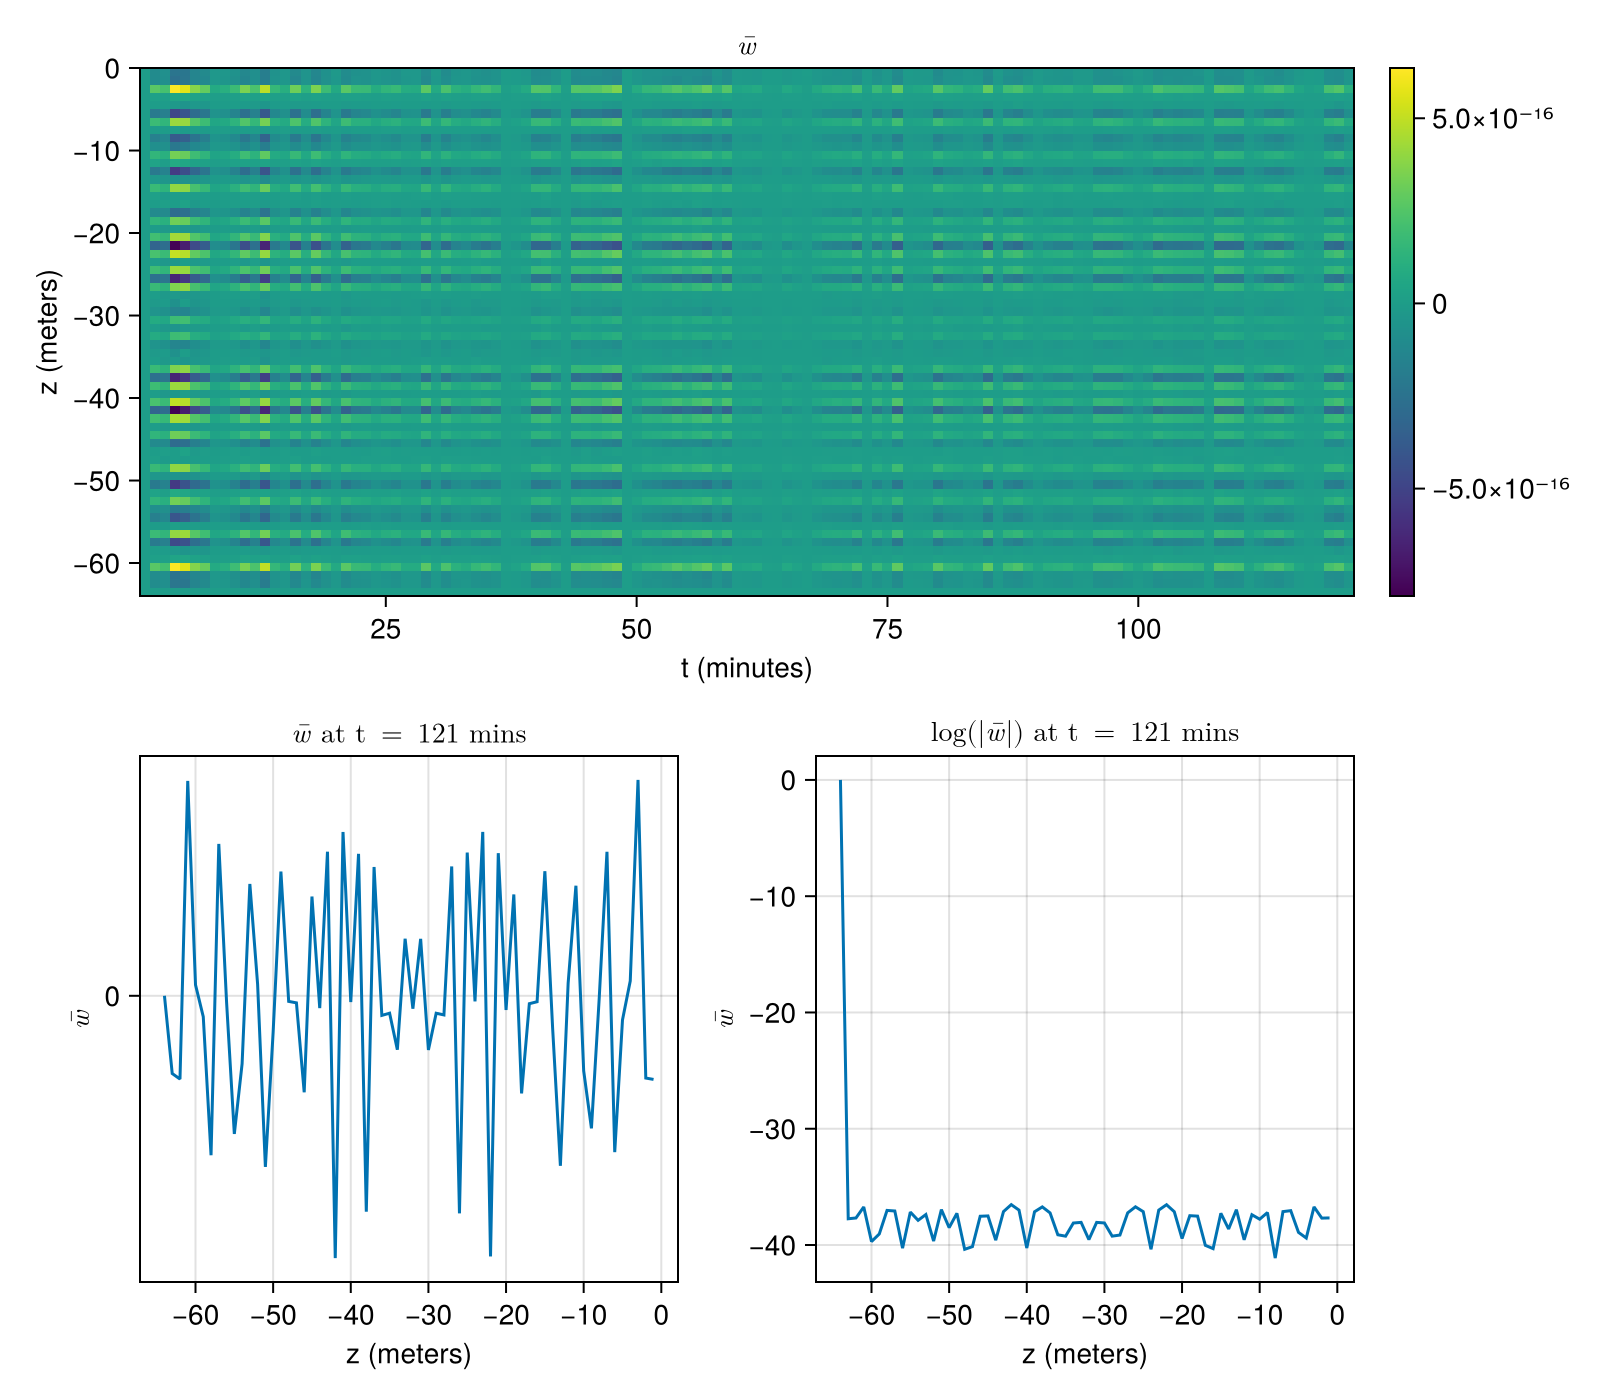 w̄
0
−10
−20
−30
−40
−50
−60
z (meters)
25
50
75
100
t (minutes)
5.0×10⁻¹⁶
0
−5.0×10⁻¹⁶
w̄ at t = 121 mins
0
w̄
−60 −50 −40 −30 −20 −10 0
z (meters)
log(|w̄|) at t = 121 mins
0
−10
−20
−30
−40
w̄
−60 −50 −40 −30 −20 −10 0
z (meters)